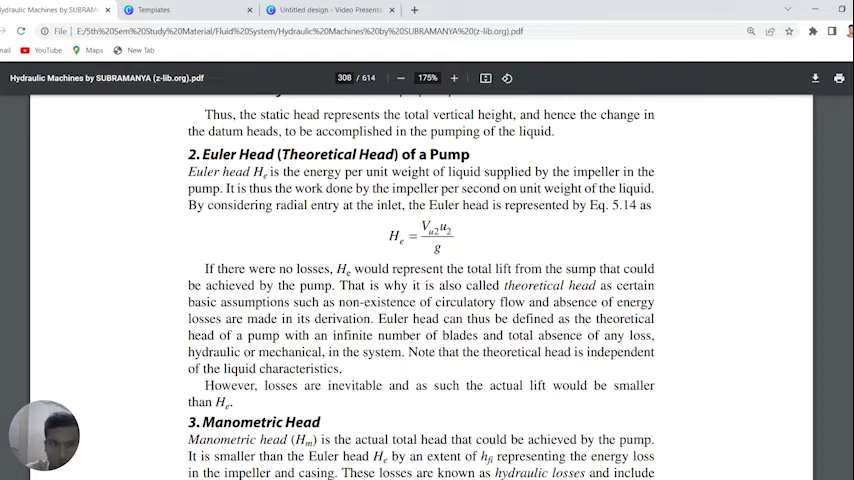 ydraulic Machines by SUBRAM
Templates
Untitled design - Video Presenta
File
E:/5th%20Sem%20Study%20Material/Fluid%20System/Hydraulic%20Machines%20by%20SUBRAMANYA%20(z-lib.org).pdf
mail
YouTube
Maps
New Tab
Hydraulic Machines by SUBRAMANYA (z-lib.org).pdf
308 / 614
175%
Thus, the static head represents the total vertical height, and hence the change in
the datum heads, to be accomplished in the pumping of the liquid.
2. Euler Head (Theoretical Head) of a Pump
Euler head He is the energy per unit weight of liquid supplied by the impeller in the
pump. It is thus the work done by the impeller per second on unit weight of the liquid.
By considering radial entry at the inlet, the Euler head is represented by Eq. 5.14 as
He = Vu2u2 / g
If there were no losses, He would represent the total lift from the sump that could
be achieved by the pump. That is why it is also called theoretical head as certain
basic assumptions such as non-existence of circulatory flow and absence of energy
losses are made in its derivation. Euler head can thus be defined as the theoretical
head of a pump with an infinite number of blades and total absence of any loss,
hydraulic or mechanical, in the system. Note that the theoretical head is independent
of the liquid characteristics.
However, losses are inevitable and as such the actual lift would be smaller
than He.
3. Manometric Head
Manometric head (Hm) is the actual total head that could be achieved by the pump.
It is smaller than the Euler head He by an extent of hfi representing the energy loss
in the impeller and casing. These losses are known as hydraulic losses and include